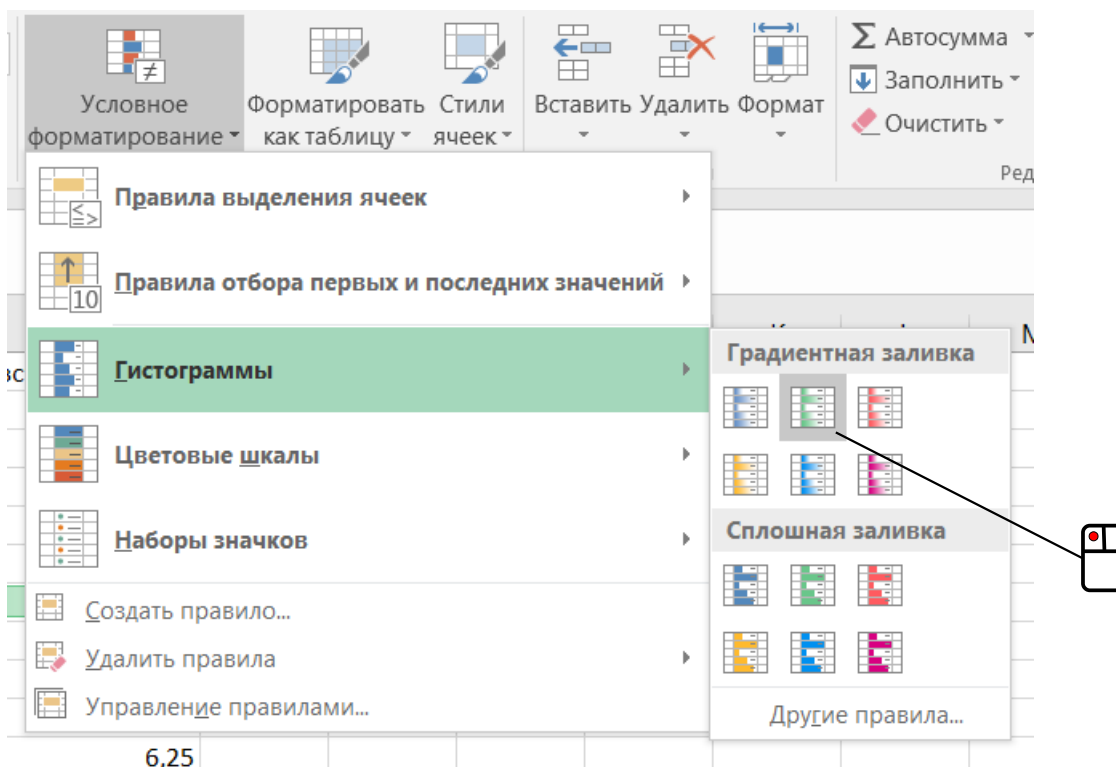 Условное
форматирование
Форматировать
как таблицу
Стили
ячеек
Вставить
Удалить
Формат
Σ Автосумма
Заполнить
Очистить
Ред
Правила выделения ячеек
Правила отбора первых и последних значений
10
Гистограммы
Цветовые шкалы
Наборы значков
Создать правило...
Удалить правила
Управление правилами...
Градиентная заливка
Сплошная заливка
Другие правила...
6,25